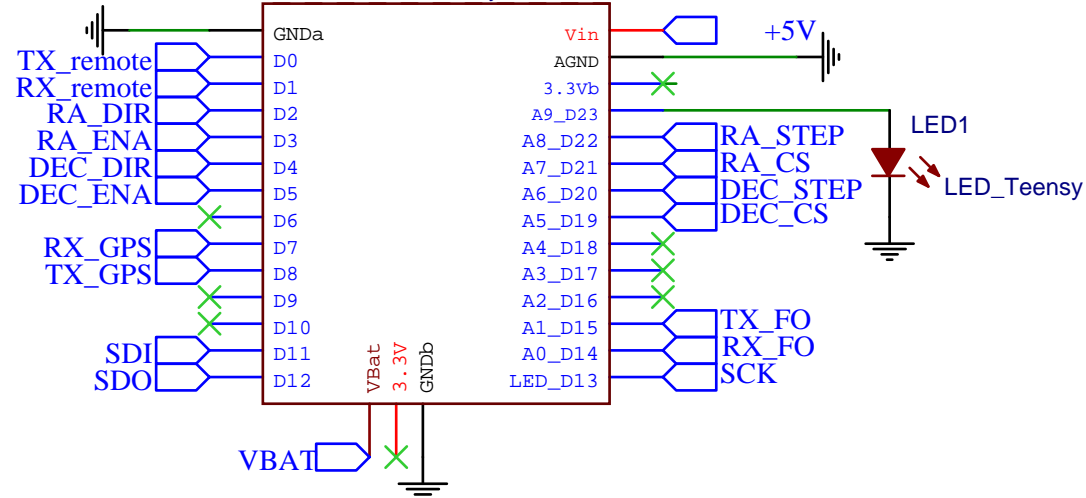 GNDa Vin +5V
TX_remote D0 AGND
RX_remote D1 3.3Vb
RA_DIR D2 A9_D23 LED1
RA_ENA D3 A8_D22 RA_STEP
DEC_DIR D4 A7_D21 RA_CS
DEC_ENA D5 A6_D20 DEC_STEP LED_Teensy
D6 A5_D19 DEC_CS
RX_GPS D7 A4_D18
TX_GPS D8 A3_D17
D9 A2_D16
D10 A1_D15 TX_FO
SDI D11 A0_D14 RX_FO
SDO D12 LED_D13 SCK
VBat
3.3V
GNDb
VBAT